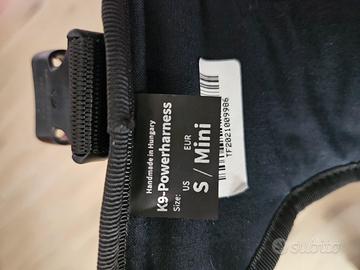 Handmade in Hungary
K9-Powerharness
Size: US EUR
S / Mini
TF2021009986
subito